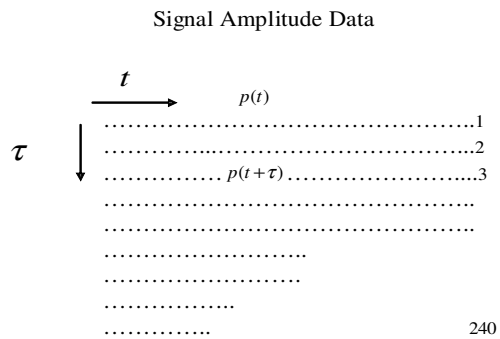 Signal Amplitude Data
t
p(t)
τ
……………………………………………..1
……………...……………………………...2
…………… p(t+τ) …………………....3
……………………………………………..
……………………………………………..
………………………..
……………………….
……………...
………….. 240